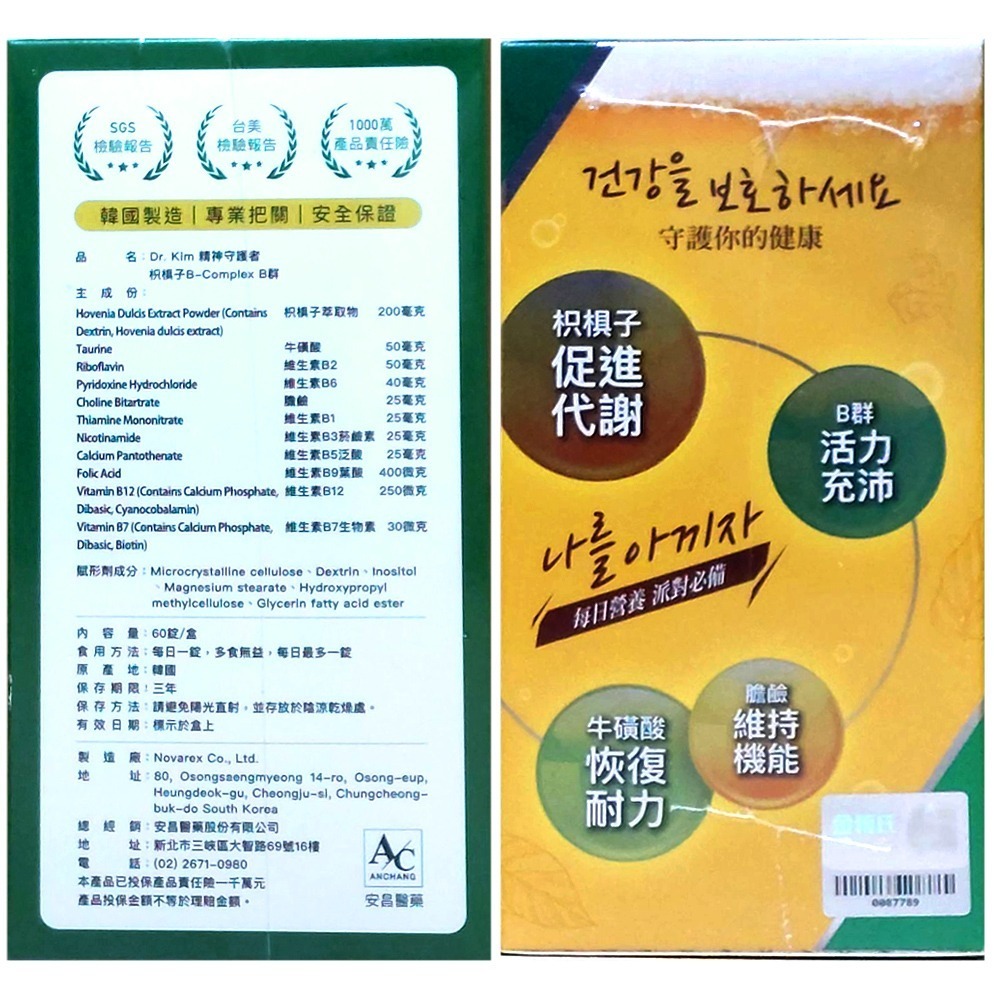 SGS
檢驗報告
台美
檢驗報告
1000萬
產品責任險
韓國製造｜專業把關｜安全保證
品 名：Dr. Kim 精神守護者
枳椇子B-Complex B群
主 成 份：
Hovenia Dulcis Extract Powder (Contains 枳椇子萃取物 200毫克
Dextrin, Hovenia dulcis extract)
Taurine 牛磺酸 50毫克
Riboflavin 維生素B2 50毫克
Pyridoxine Hydrochloride 維生素B6 40毫克
Choline Bitartrate 膽鹼 25毫克
Thiamine Mononitrate 維生素B1 25毫克
Nicotinamide 維生素B3菸鹼素 25毫克
Calcium Pantothenate 維生素B5泛酸 25毫克
Folic Acid 維生素B9葉酸 400微克
Vitamin B12 (Contains Calcium Phosphate, 維生素B12 250微克
Dibasic, Cyanocobalamin)
Vitamin B7 (Contains Calcium Phosphate, 維生素B7生物素 30微克
Dibasic, Biotin)
賦形劑成分：Microcrystalline cellulose、Dextrin、Inositol
、Magnesium stearate、Hydroxypropyl
methylcellulose、Glycerin fatty acid ester
內 容 量：60錠/盒
食用方法：每日一錠，多食無益，每日最多一錠
原 產 地：韓國
保存期限：三年
保存方法：請避免陽光直射，並存放於陰涼乾燥處。
有效日期：標示於盒上
製 造 廠：Novarex Co., Ltd.
地 址：80, Osongsaengmyeong 14-ro, Osong-eup,
Heungdeok-gu, Cheongju-si, Chungcheong-
buk-do South Korea
總 經 銷：安昌醫藥股份有限公司
地 址：新北市三峽區大智路69號16樓
電 話：(02) 2671-0980
本產品已投保產品責任險一千萬元
產品投保金額不等於理賠金額。
A/C
ANCHANG
安昌醫藥
건강을 보호하세요
守護你的健康
枳椇子
促進
代謝
B群
活力
充沛
나를 아끼자
每日營養 派對必備
膽鹼
維持
機能
牛磺酸
恢復
耐力
0087789